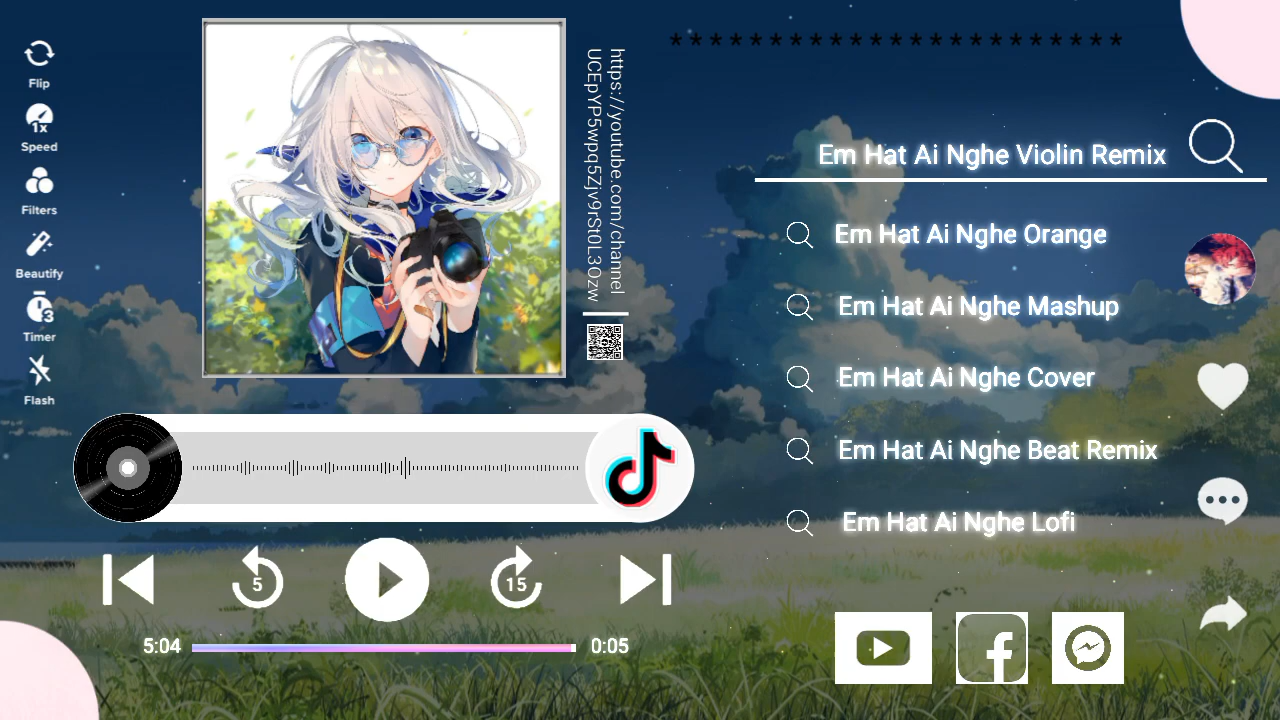 Flip
1x
Speed
Filters
Beautify
3
Timer
Flash
https://youtube.com/channel
UCEpYP5wpq5Zjv9rSt0L3Ozw
* * * * * * * * * * * * * * * * * * * * * * *
Em Hat Ai Nghe Violin Remix
Em Hat Ai Nghe Orange
Em Hat Ai Nghe Mashup
Em Hat Ai Nghe Cover
Em Hat Ai Nghe Beat Remix
Em Hat Ai Nghe Lofi
5
15
5:04
0:05